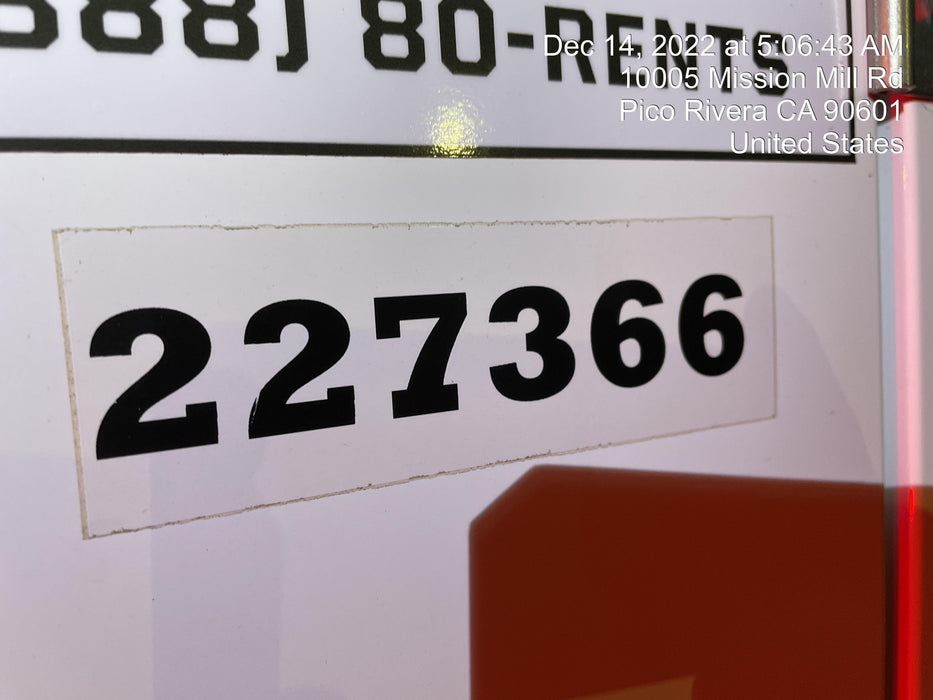 888) 80-RENTS
Dec 14, 2022 at 5:06:43 AM
10005 Mission Mill Rd
Pico Rivera CA 90601
United States
227366